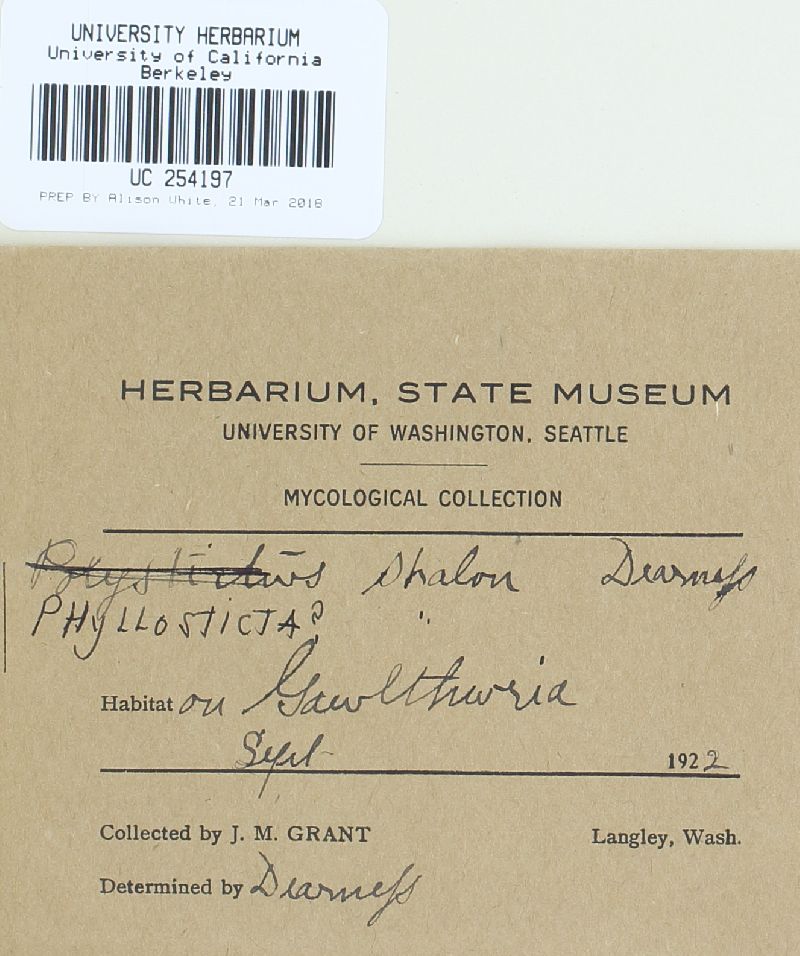 UNIVERSITY HERBARIUM
University of California
Berkeley
UC 254197
PREP BY Alison White, 21 Mar 2018
HERBARIUM, STATE MUSEUM
UNIVERSITY OF WASHINGTON, SEATTLE
MYCOLOGICAL COLLECTION
shalon Dearness
PHYLLOSTICTA? "
Habitat on Gawlthuria
Sept 1922
Collected by J. M. GRANT Langley, Wash.
Determined by Dearness